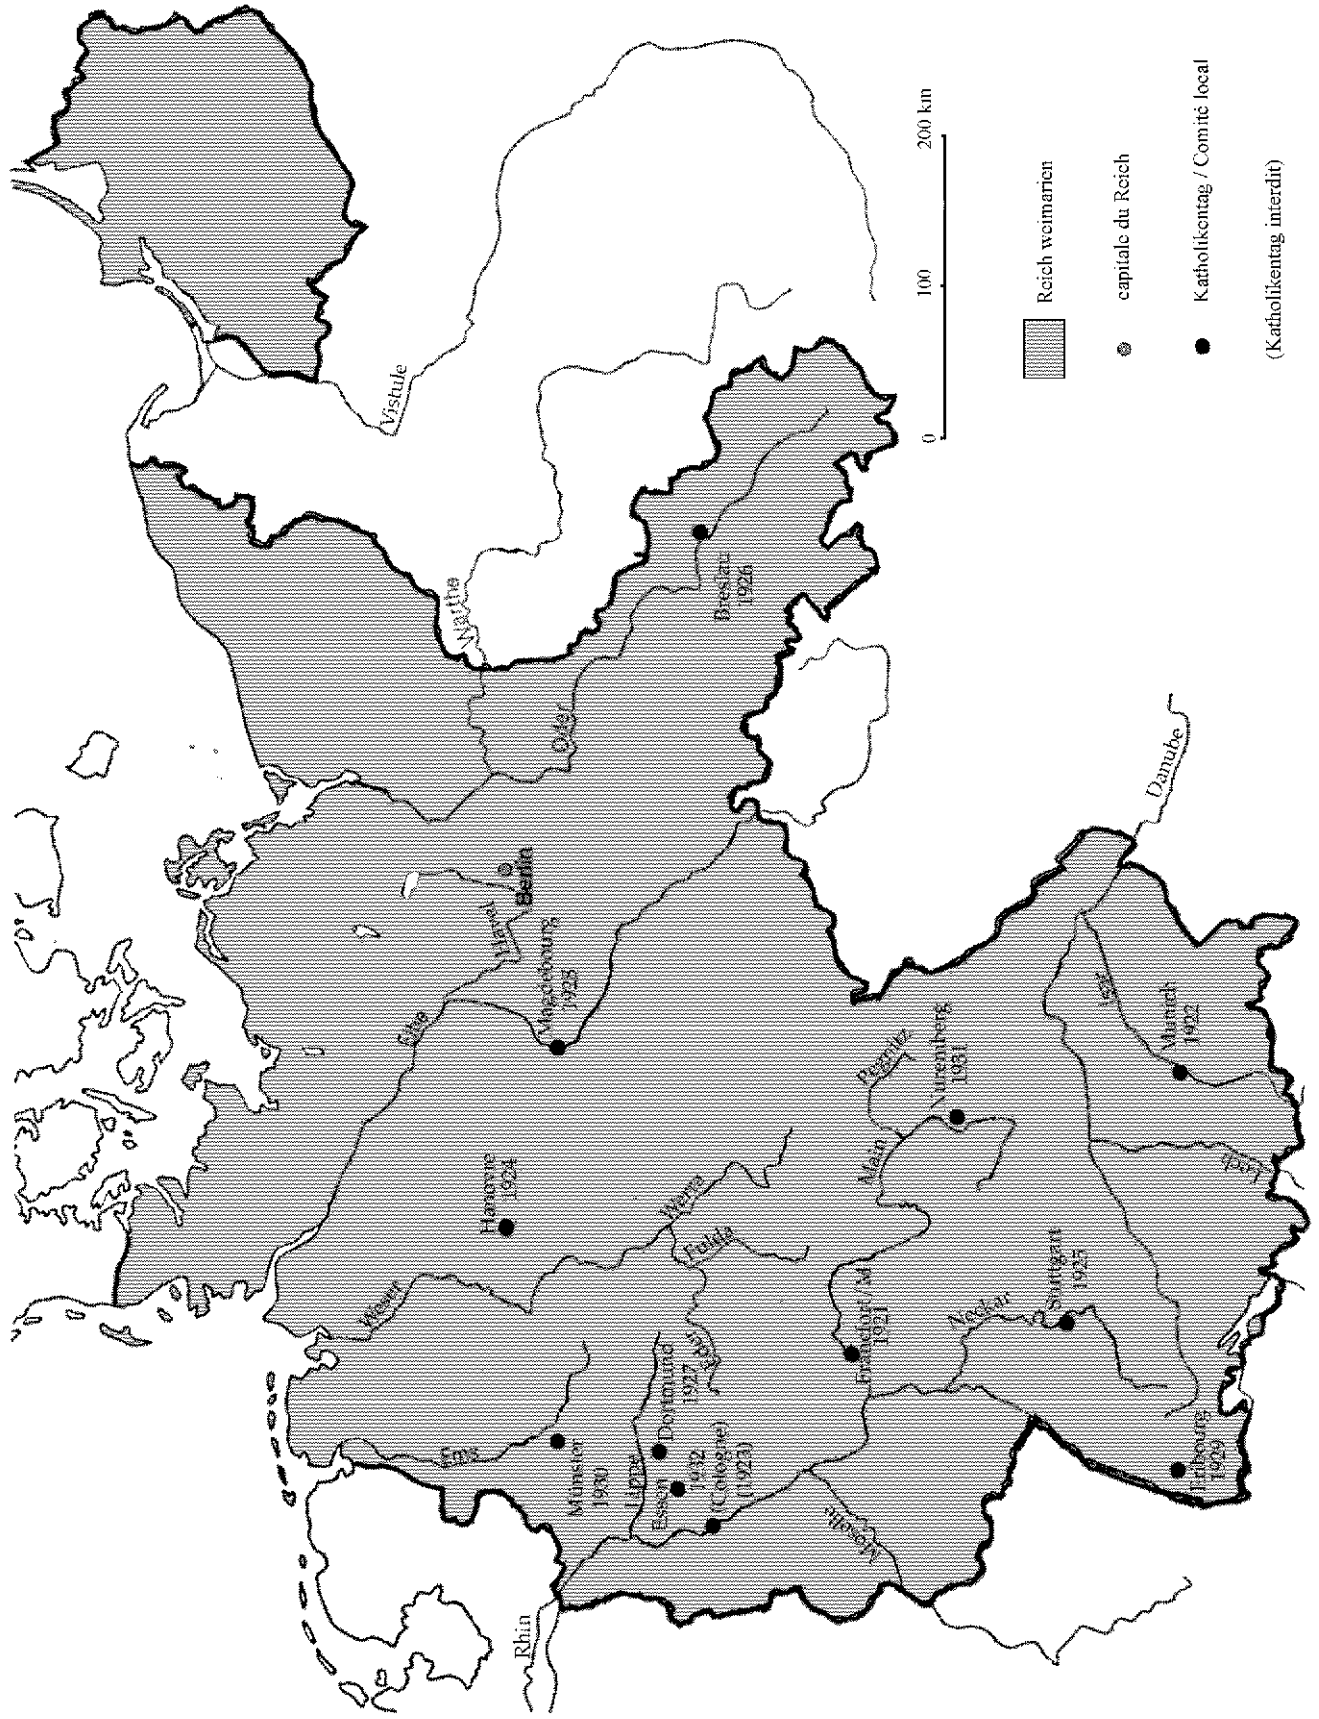 Vistule
Warthe
Oder
Breslau
1926
Havel
Berlin
Elbe
Magdebourg
1928
Hanovre
1924
Weser
Werra
Fulda
Eder
Ems
Münster
1930
Lippe
Dortmund
1927
Essen
1932
(Cologne)
(1923)
Rhin
Moselle
Francfort / M
1921
Main
Pegnitz
Nuremberg
1931
Neckar
Stuttgart
1925
Fribourg
1929
Lech
Isar
Munich
1922
Danube
0
100
200 km
Reich weimarien
capitale du Reich
Katholikentag / Comité local
(Katholikentag interdit)